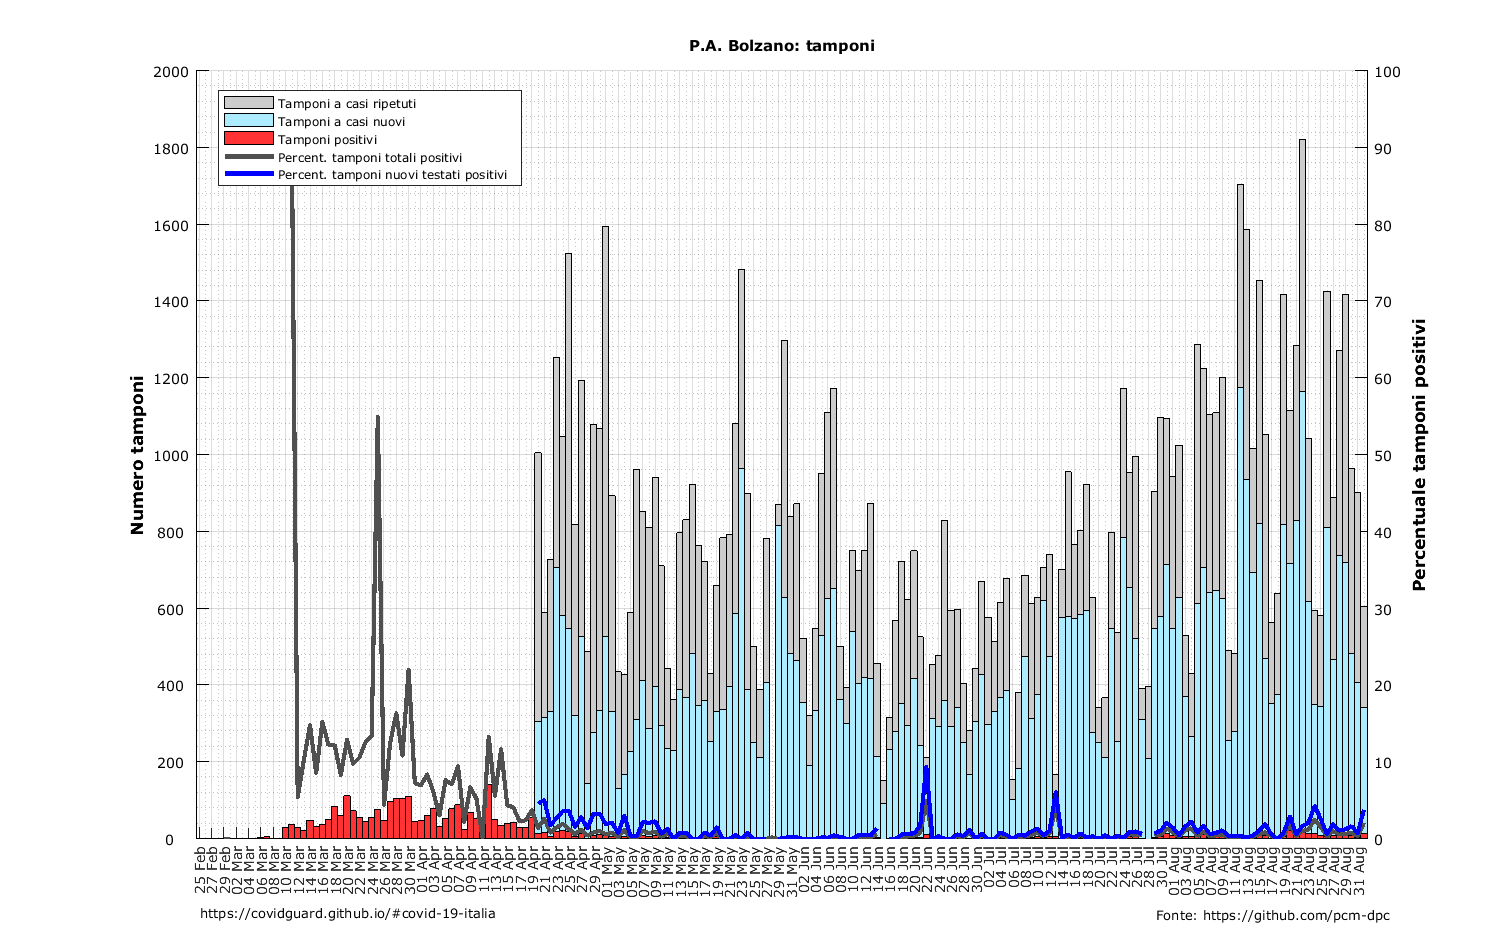 P.A. Bolzano: tamponi
Tamponi a casi ripetuti
Tamponi a casi nuovi
Tamponi positivi
Percent. tamponi totali positivi
Percent. tamponi nuovi testati positivi
Numero tamponi
2000
1800
1600
1400
1200
1000
800
600
400
200
0
Percentuale tamponi positivi
100
90
80
70
60
50
40
30
20
10
0
25 Feb
27 Feb
29 Feb
02 Mar
04 Mar
06 Mar
08 Mar
10 Mar
12 Mar
14 Mar
16 Mar
18 Mar
20 Mar
22 Mar
24 Mar
26 Mar
28 Mar
30 Mar
01 Apr
03 Apr
05 Apr
07 Apr
09 Apr
11 Apr
13 Apr
15 Apr
17 Apr
19 Apr
21 Apr
23 Apr
25 Apr
27 Apr
29 Apr
01 May
03 May
05 May
07 May
09 May
11 May
13 May
15 May
17 May
19 May
21 May
23 May
25 May
27 May
29 May
31 May
02 Jun
04 Jun
06 Jun
08 Jun
10 Jun
12 Jun
14 Jun
16 Jun
18 Jun
20 Jun
22 Jun
24 Jun
26 Jun
28 Jun
30 Jun
02 Jul
04 Jul
06 Jul
08 Jul
10 Jul
12 Jul
14 Jul
16 Jul
18 Jul
20 Jul
22 Jul
24 Jul
26 Jul
28 Jul
30 Jul
01 Aug
03 Aug
05 Aug
07 Aug
09 Aug
11 Aug
13 Aug
15 Aug
17 Aug
19 Aug
21 Aug
23 Aug
25 Aug
27 Aug
29 Aug
31 Aug
https://covidguard.github.io/#covid-19-italia
Fonte: https://github.com/pcm-dpc